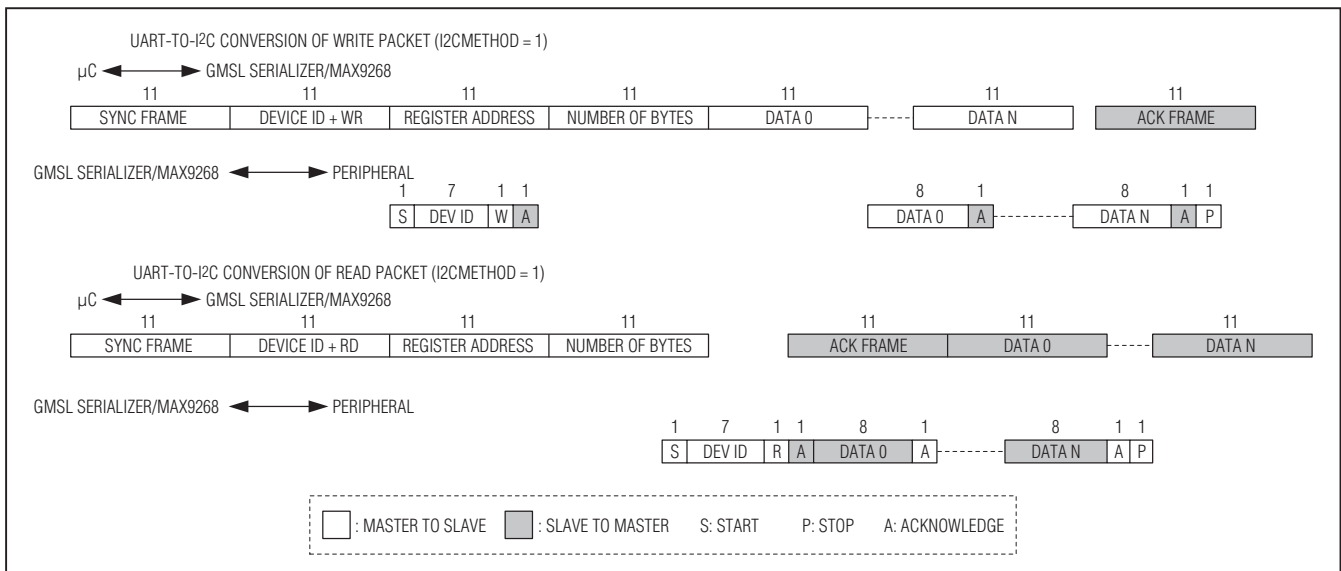 UART-TO-I2C CONVERSION OF WRITE PACKET (I2CMETHOD = 1)
µC GMSL SERIALIZER/MAX9268
11 11 11 11 11 11 11
SYNC FRAME DEVICE ID + WR REGISTER ADDRESS NUMBER OF BYTES DATA 0 DATA N ACK FRAME
GMSL SERIALIZER/MAX9268 PERIPHERAL
1 7 1 1 8 1 8 1 1
S DEV ID W A DATA 0 A DATA N A P
UART-TO-I2C CONVERSION OF READ PACKET (I2CMETHOD = 1)
µC GMSL SERIALIZER/MAX9268
11 11 11 11 11 11 11
SYNC FRAME DEVICE ID + RD REGISTER ADDRESS NUMBER OF BYTES ACK FRAME DATA 0 DATA N
GMSL SERIALIZER/MAX9268 PERIPHERAL
1 7 1 1 8 1 8 1 1
S DEV ID R A DATA 0 A DATA N A P
: MASTER TO SLAVE : SLAVE TO MASTER S: START P: STOP A: ACKNOWLEDGE